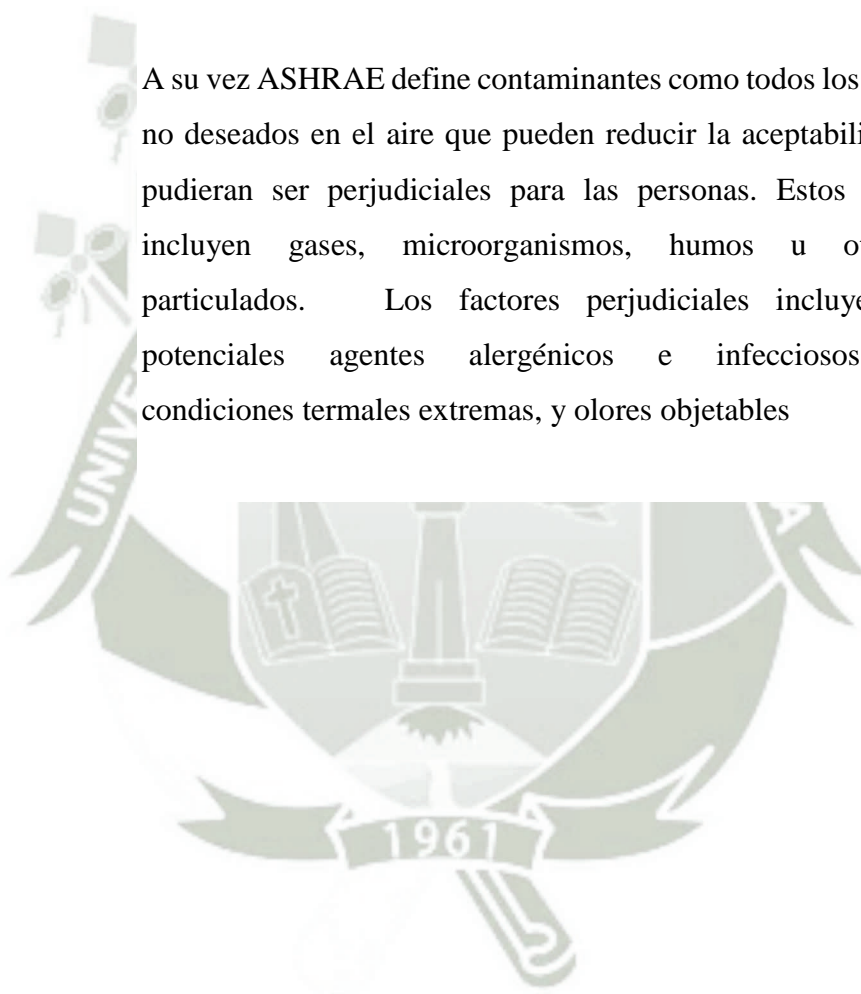 A su vez ASHRAE define contaminantes como todos los
no deseados en el aire que pueden reducir la
pudieran ser perjudiciales para las personas. Estos
incluyen gases, microorganismos, humos u
particulados. Los factores perjudiciales
potenciales agentes alergénicos e infecciosos
condiciones termales extremas, y olores objetables
1961